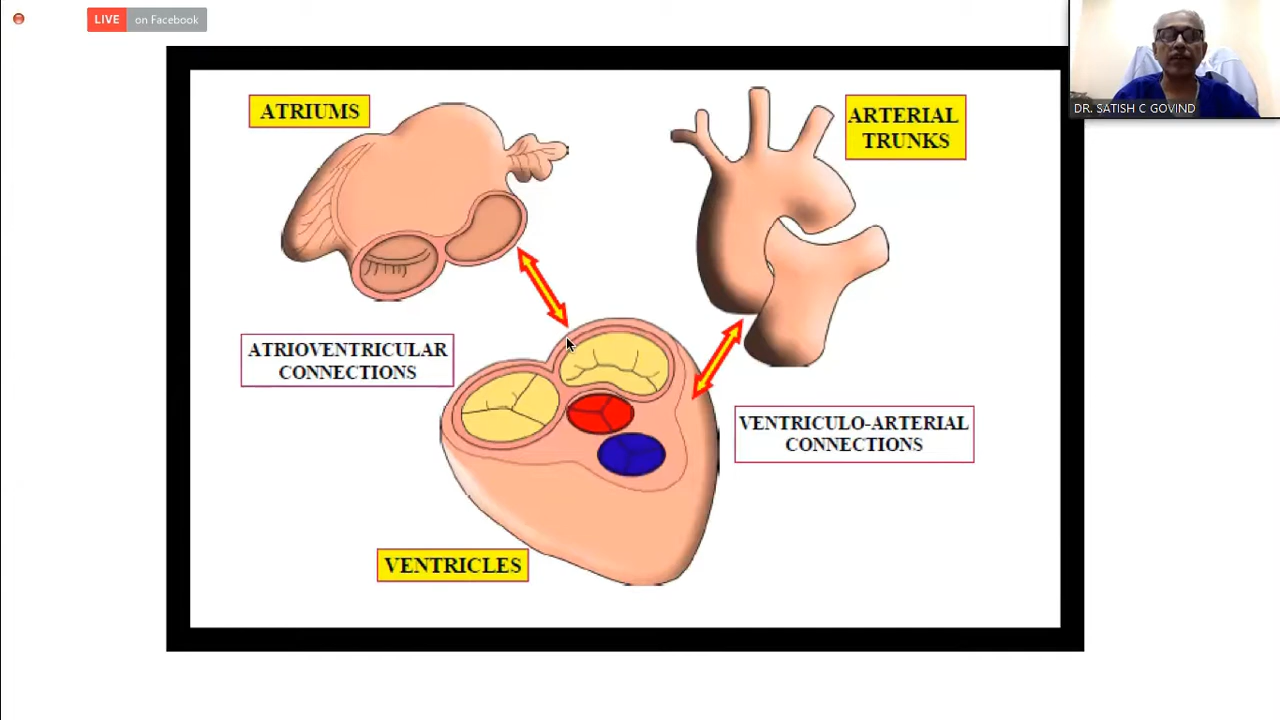 LIVE on Facebook
DR. SATISH C GOVIND
ATRIUMS
ARTERIAL
TRUNKS
ATRIOVENTRICULAR
CONNECTIONS
VENTRICULO-ARTERIAL
CONNECTIONS
VENTRICLES